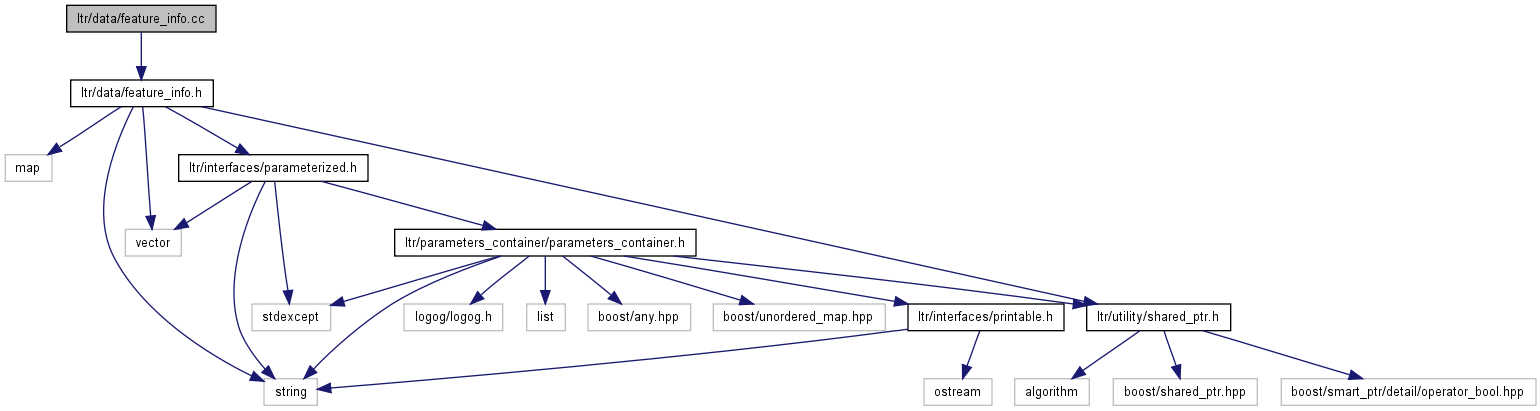 ltr/data/feature_info.cc
ltr/data/feature_info.h
map
ltr/interfaces/parameterized.h
vector
ltr/parameters_container/parameters_container.h
stdexcept
logog/logog.h
list
boost/any.hpp
boost/unordered_map.hpp
ltr/interfaces/printable.h
ltr/utility/shared_ptr.h
string
ostream
algorithm
boost/shared_ptr.hpp
boost/smart_ptr/detail/operator_bool.hpp